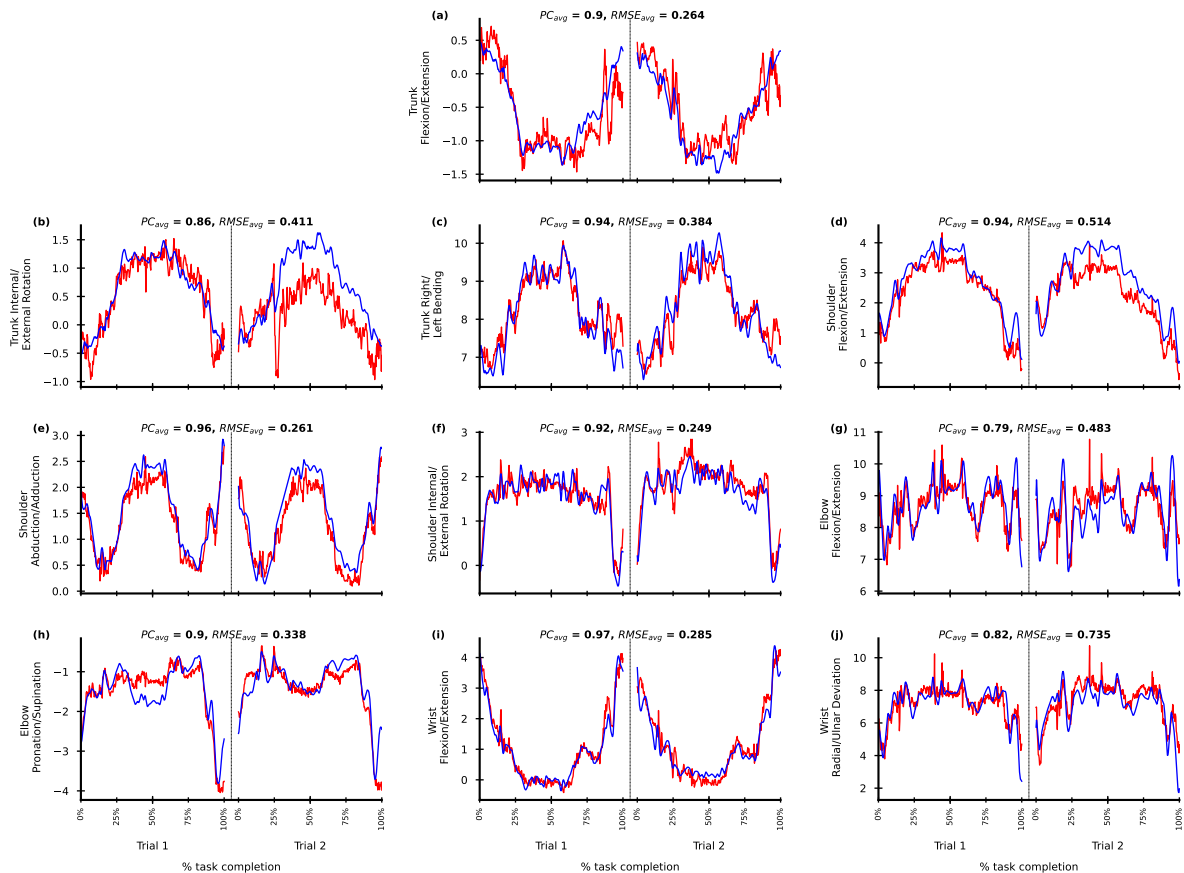 (a) PCavg = 0.9, RMSEavg = 0.264
Trunk
Flexion/Extension
0.5
0.0
−0.5
−1.0
−1.5
(b) PCavg = 0.86, RMSEavg = 0.411
Trunk Internal/
External Rotation
1.5
1.0
0.5
0.0
−0.5
−1.0
(c) PCavg = 0.94, RMSEavg = 0.384
Trunk Right/
Left Bending
10
9
8
7
(d) PCavg = 0.94, RMSEavg = 0.514
Shoulder
Flexion/Extension
4
3
2
1
0
(e) PCavg = 0.96, RMSEavg = 0.261
Shoulder
Abduction/Adduction
3.0
2.5
2.0
1.5
1.0
0.5
0.0
(f) PCavg = 0.92, RMSEavg = 0.249
Shoulder Internal/
External Rotation
3
2
1
0
(g) PCavg = 0.79, RMSEavg = 0.483
Elbow
Flexion/Extension
11
10
9
8
7
6
(h) PCavg = 0.9, RMSEavg = 0.338
Elbow
Pronation/Supination
−1
−2
−3
−4
0% 25% 50% 75% 100% 25% 50% 75% 100%
Trial 1 Trial 2
% task completion
(i) PCavg = 0.97, RMSEavg = 0.285
Wrist
Flexion/Extension
4
3
2
1
0
0% 25% 50% 75% 100% 25% 50% 75% 100%
Trial 1 Trial 2
% task completion
(j) PCavg = 0.82, RMSEavg = 0.735
Wrist
Radial/Ulnar Deviation
10
8
6
4
2
0% 25% 50% 75% 100% 25% 50% 75% 100%
Trial 1 Trial 2
% task completion